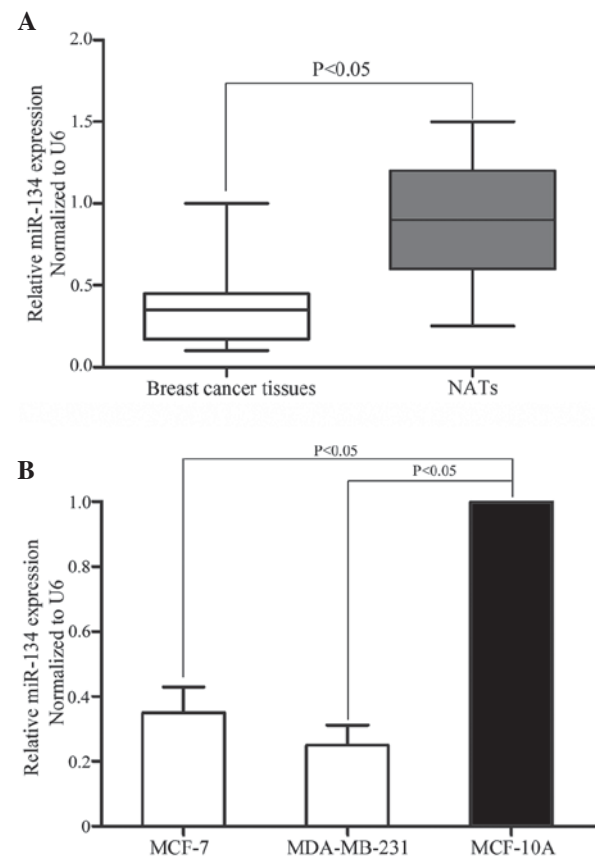 A
Relative miR-134 expression
Normalized to U6
2.0
1.5
1.0
0.5
0.0
P<0.05
Breast cancer tissues
NATs
B
Relative miR-134 expression
Normalized to U6
1.0
0.8
0.6
0.4
0.2
0
P<0.05
P<0.05
MCF-7
MDA-MB-231
MCF-10A